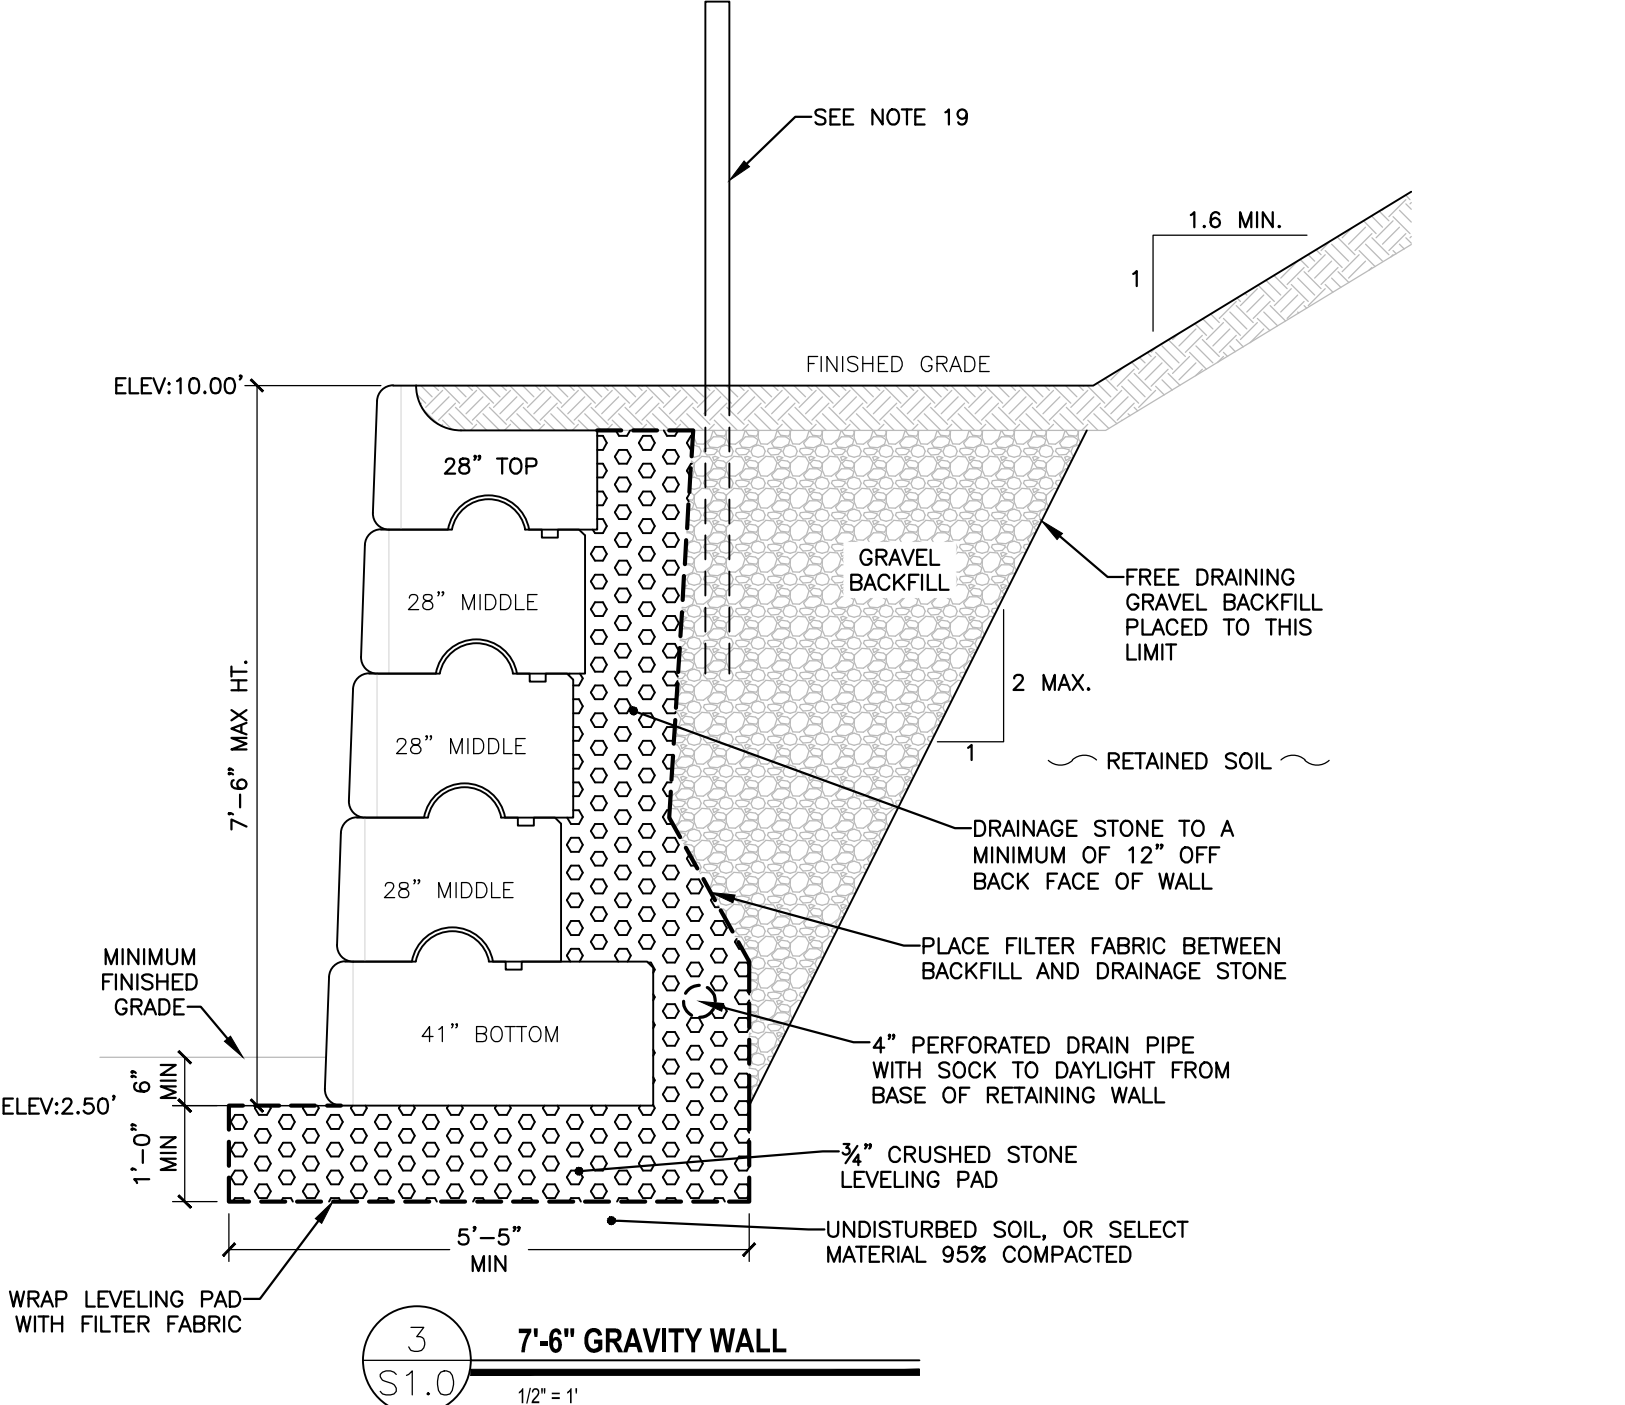 SEE NOTE 19
1.6 MIN.
1
FINISHED GRADE
ELEV:10.00'
28" TOP
GRAVEL
BACKFILL
FREE DRAINING
GRAVEL BACKFILL
PLACED TO THIS
LIMIT
28" MIDDLE
2 MAX.
1
7'-6" MAX HT.
28" MIDDLE
RETAINED SOIL
DRAINAGE STONE TO A
MINIMUM OF 12" OFF
BACK FACE OF WALL
28" MIDDLE
PLACE FILTER FABRIC BETWEEN
BACKFILL AND DRAINAGE STONE
MINIMUM
FINISHED
GRADE
41" BOTTOM
4" PERFORATED DRAIN PIPE
WITH SOCK TO DAYLIGHT FROM
BASE OF RETAINING WALL
6"
MIN
ELEV:2.50'
1'-0"
MIN
¾" CRUSHED STONE
LEVELING PAD
5'-5"
MIN
UNDISTURBED SOIL, OR SELECT
MATERIAL 95% COMPACTED
WRAP LEVELING PAD
WITH FILTER FABRIC
3
S1.0
7'-6" GRAVITY WALL
1/2" = 1'